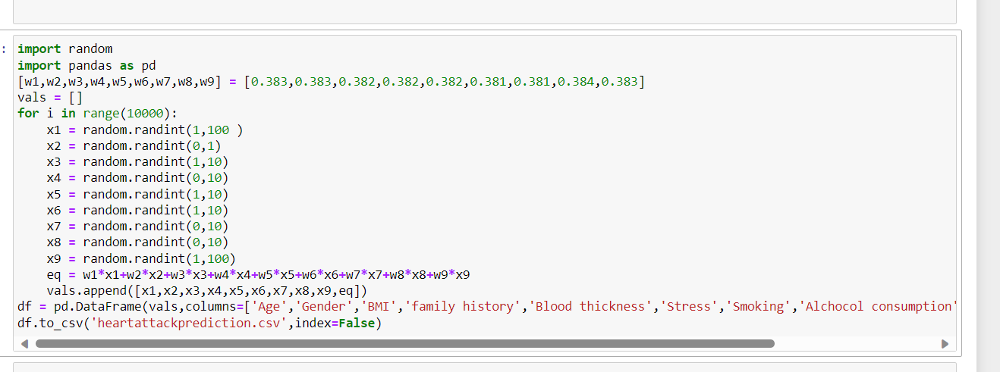 :
import random
import pandas as pd
[w1,w2,w3,w4,w5,w6,w7,w8,w9] = [0.383,0.383,0.382,0.382,0.382,0.381,0.381,0.384,0.383]
vals = []
for i in range(10000):
    x1 = random.randint(1,100 )
    x2 = random.randint(0,1)
    x3 = random.randint(1,10)
    x4 = random.randint(0,10)
    x5 = random.randint(1,10)
    x6 = random.randint(1,10)
    x7 = random.randint(0,10)
    x8 = random.randint(0,10)
    x9 = random.randint(1,100)
    eq = w1*x1+w2*x2+w3*x3+w4*x4+w5*x5+w6*x6+w7*x7+w8*x8+w9*x9
    vals.append([x1,x2,x3,x4,x5,x6,x7,x8,x9,eq])
df = pd.DataFrame(vals,columns=['Age','Gender','BMI','family history','Blood thickness','Stress','Smoking','Alchocol consumption'
df.to_csv('heartattackprediction.csv',index=False)